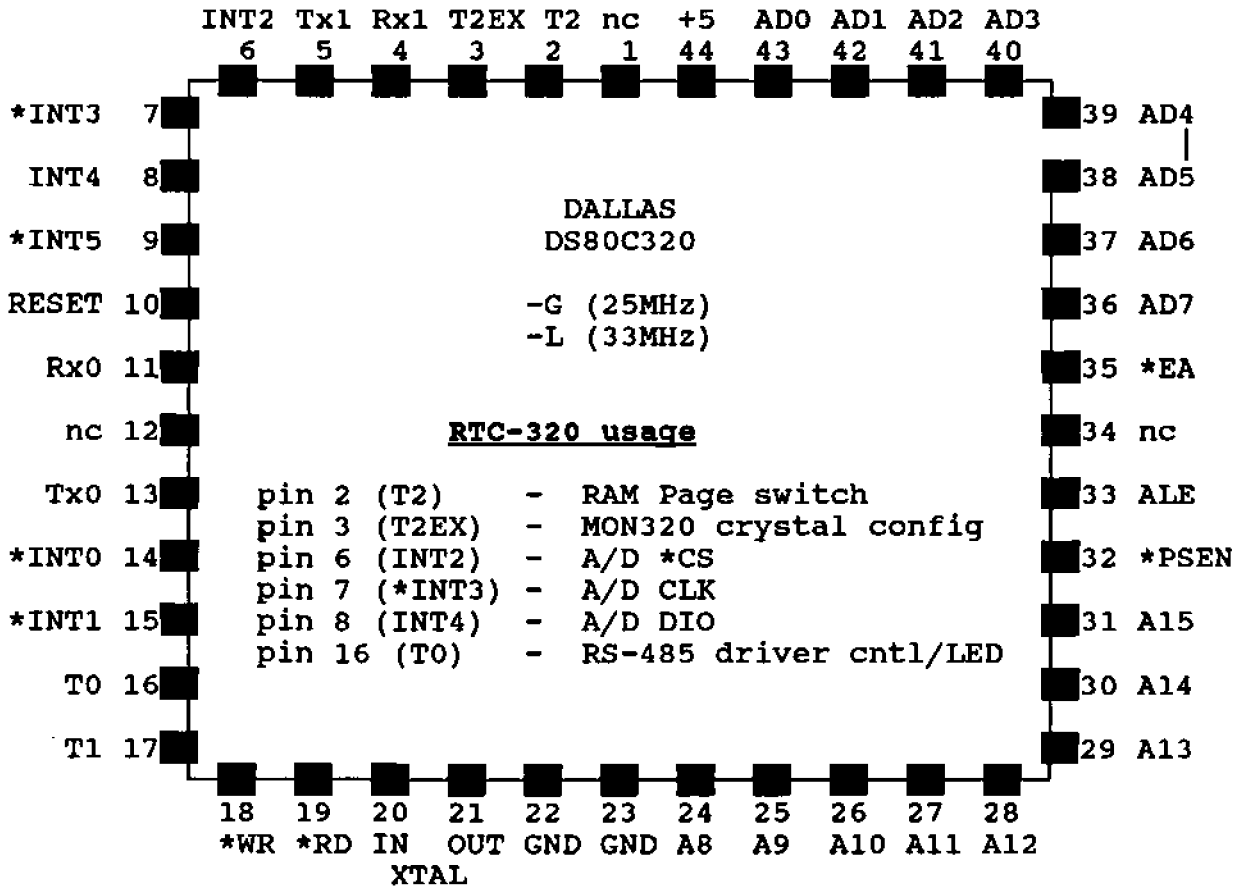 INT2 Tx1 Rx1 T2EX T2 nc +5 AD0 AD1 AD2 AD3
6 5 4 3 2 1 44 43 42 41 40
*INT3 7 39 AD4
INT4 8 38 AD5
DALLAS
*INT5 9 DS80C320 37 AD6
RESET 10 -G (25MHz) 36 AD7
-L (33MHz)
Rx0 11 35 *EA
nc 12 RTC-320 usage 34 nc
Tx0 13 pin 2 (T2) - RAM Page switch 33 ALE
pin 3 (T2EX) - MON320 crystal config
*INT0 14 pin 6 (INT2) - A/D *CS 32 *PSEN
pin 7 (*INT3) - A/D CLK
*INT1 15 pin 8 (INT4) - A/D DIO 31 A15
pin 16 (T0) - RS-485 driver cntl/LED
T0 16 30 A14
T1 17 29 A13
18 19 20 21 22 23 24 25 26 27 28
*WR *RD IN OUT GND GND A8 A9 A10 A11 A12
XTAL